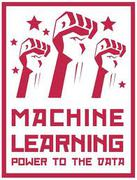 MACHINE
LEARNING
POWER TO THE DATA